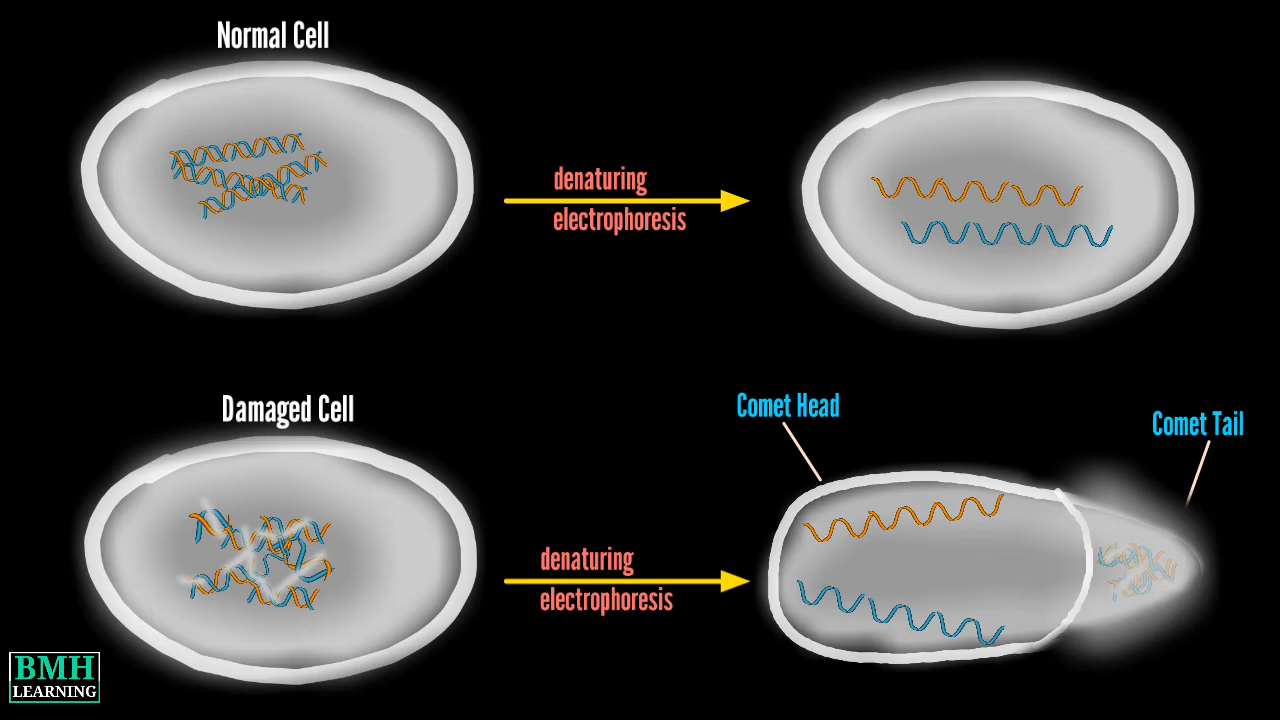 Normal Cell
denaturing
electrophoresis
Damaged Cell
Comet Head
Comet Tail
denaturing
electrophoresis
BMH
LEARNING